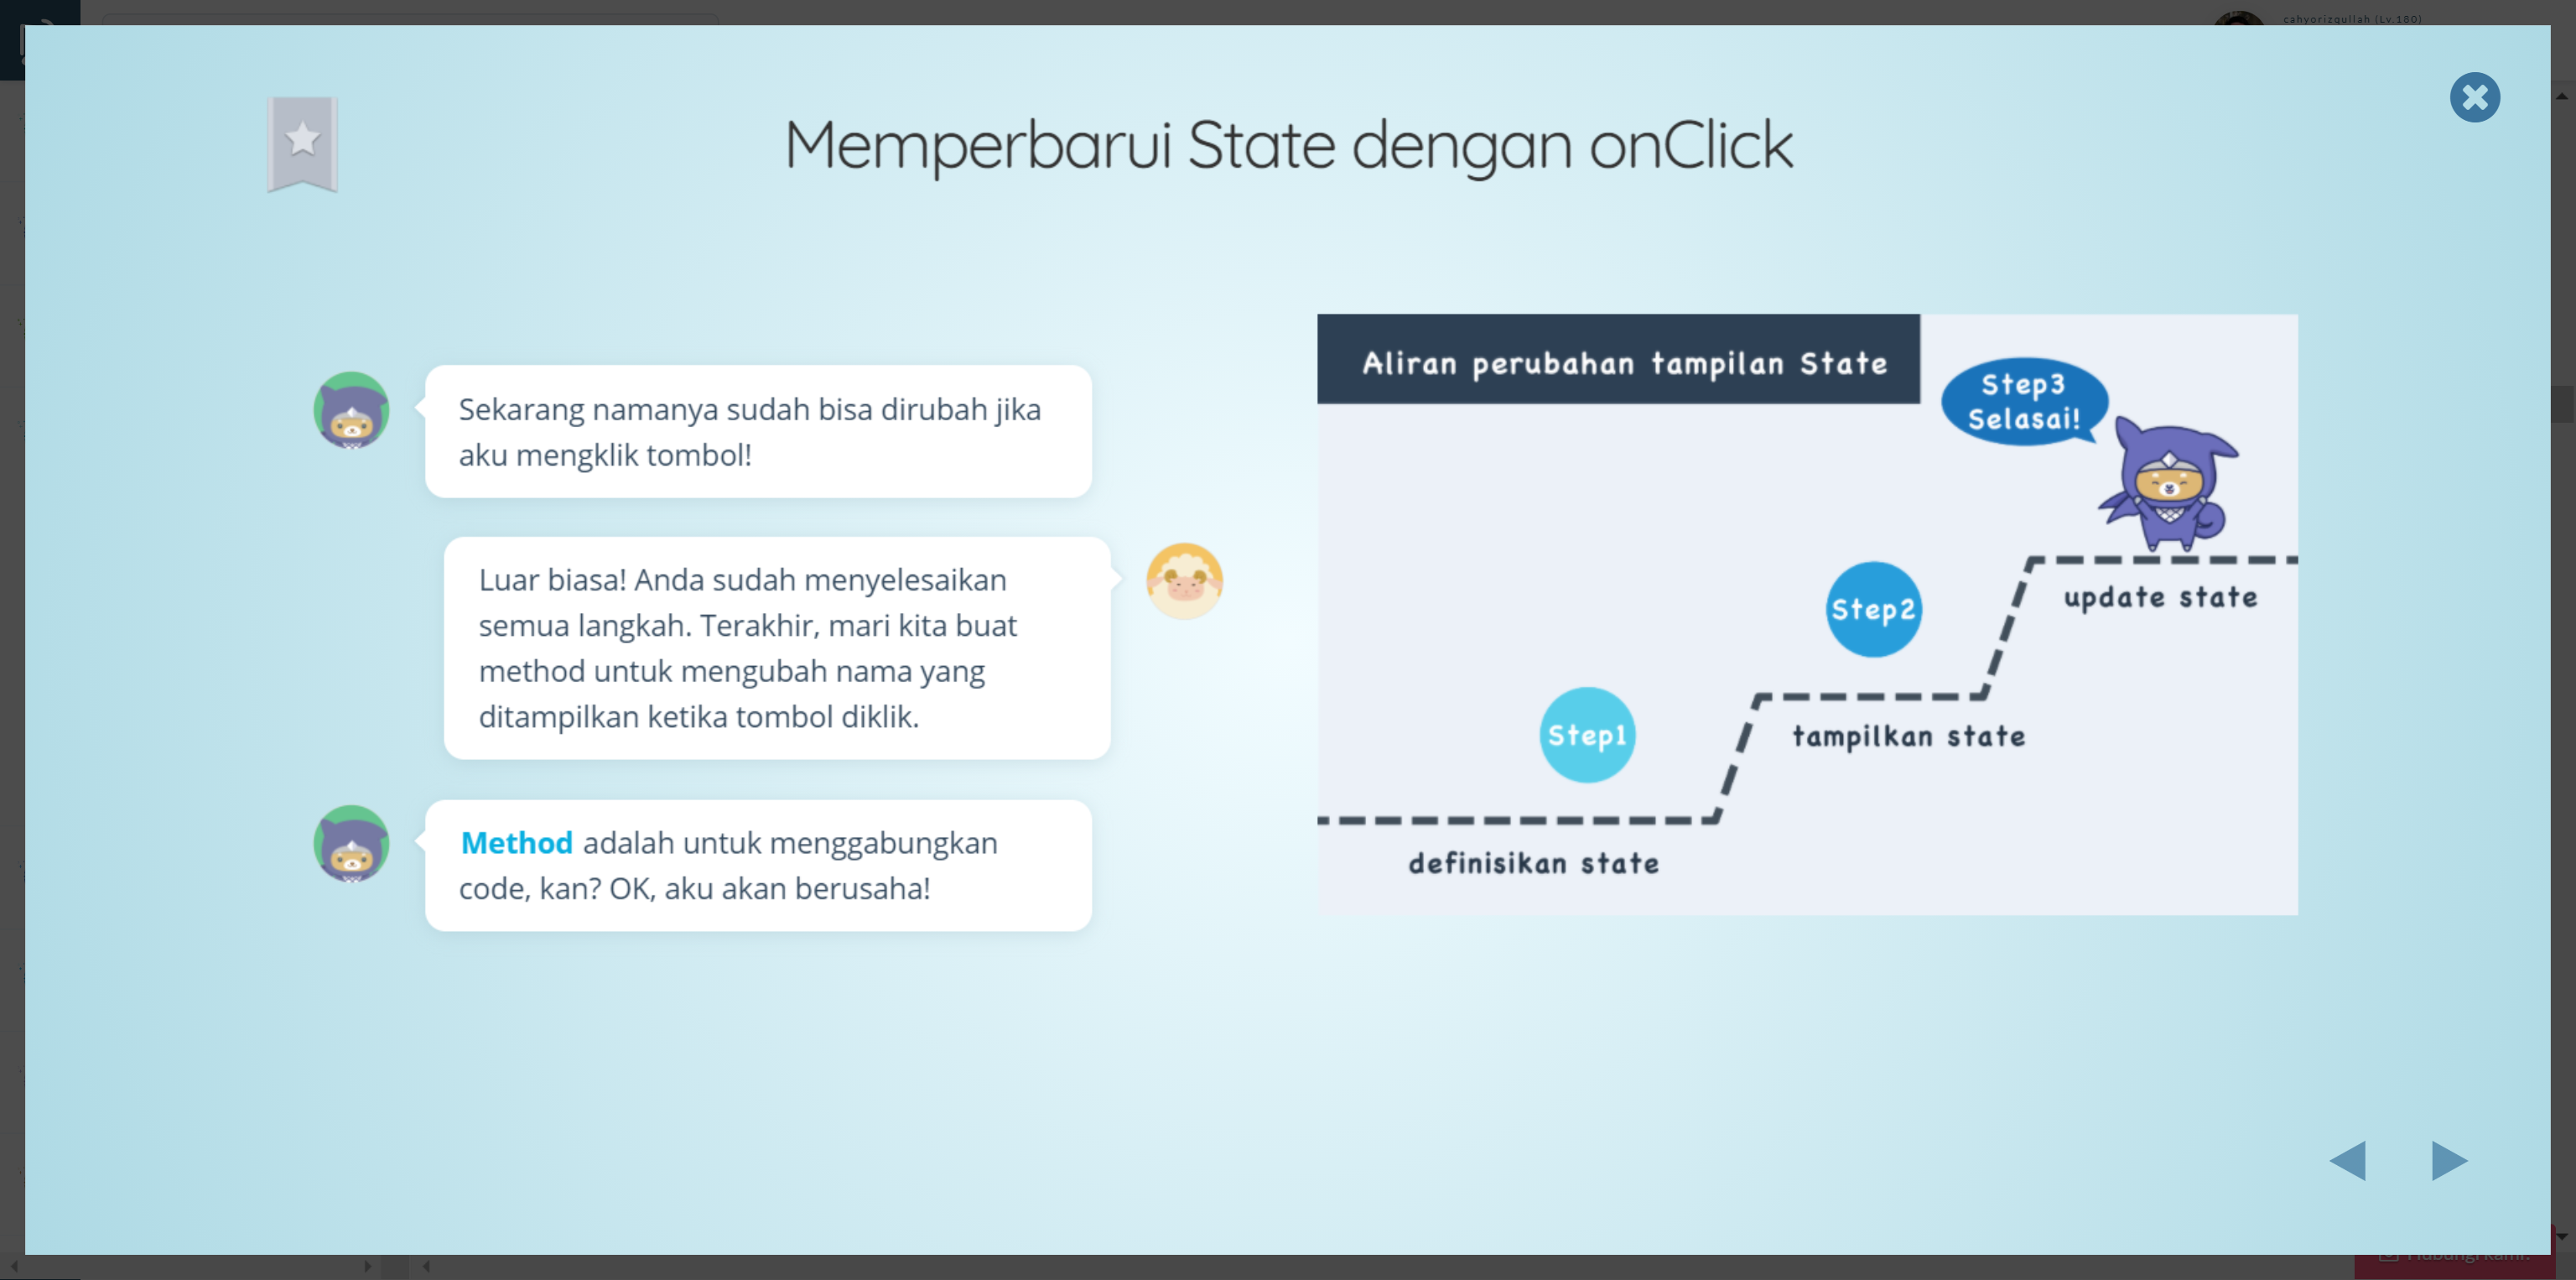 cahyorizqullah (Lv.180)
Memperbarui State dengan onClick
Sekarang namanya sudah bisa dirubah jika
aku mengklik tombol!
Luar biasa! Anda sudah menyelesaikan
semua langkah. Terakhir, mari kita buat
method untuk mengubah nama yang
ditampilkan ketika tombol diklik.
Method adalah untuk menggabungkan
code, kan? OK, aku akan berusaha!
Aliran perubahan tampilan State
Step3
Selasai!
update state
Step2
tampilkan state
Step1
definisikan state